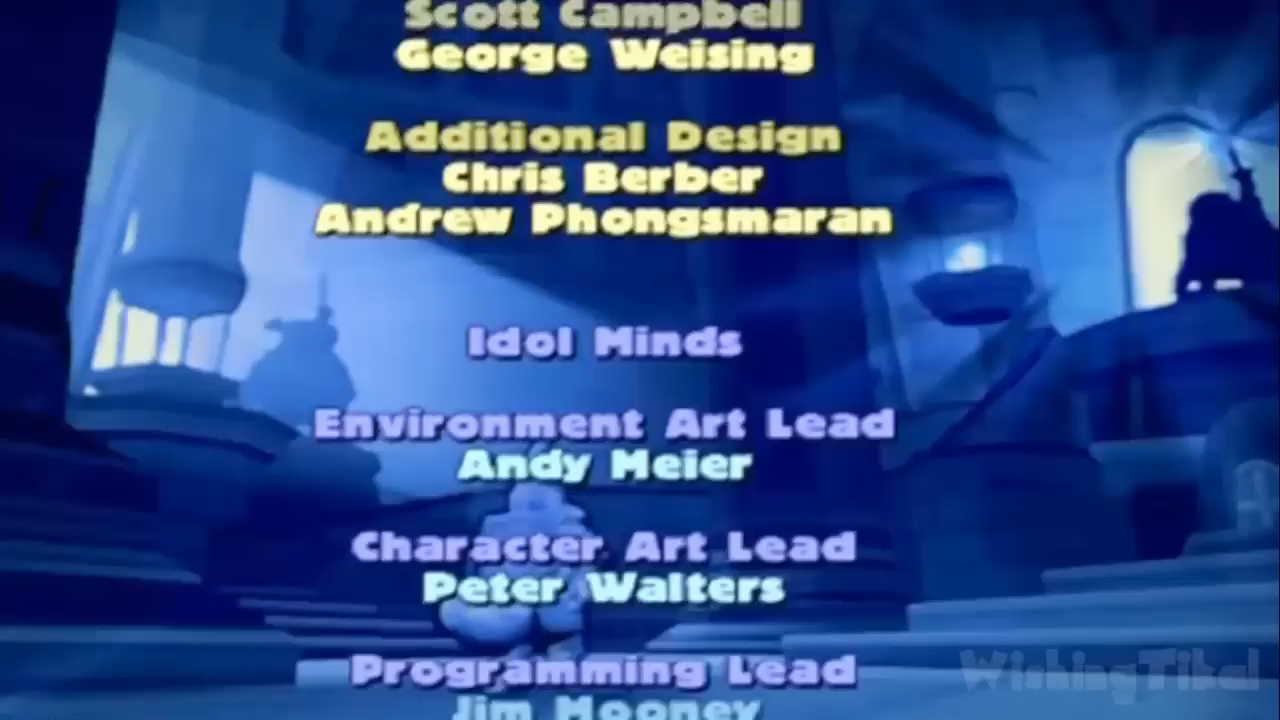 Scott Campbell
George Weising
Additional Design
Chris Berber
Andrew Phongsmaran
Idol Minds
Environment Art Lead
Andy Meier
Character Art Lead
Peter Walters
Programming Lead
Jim Mooney
WishingTikal